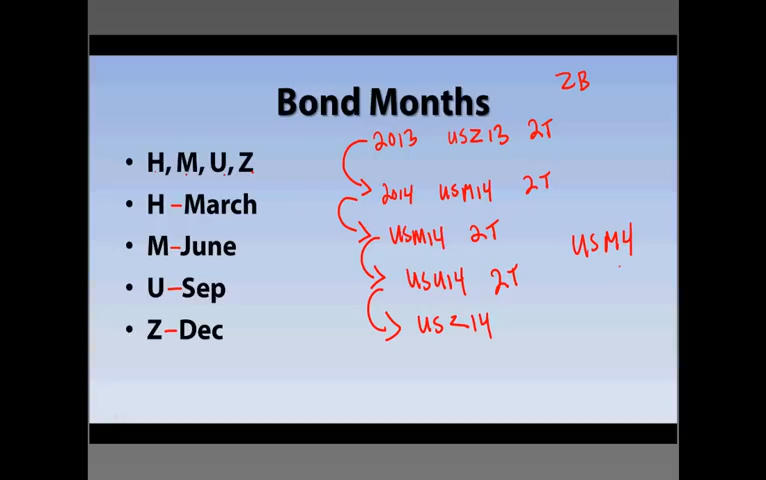 Bond Months
ZB
• H, M, U, Z
• H –March
• M–June
• U –Sep
• Z –Dec
2013 USZ13 2T
2014 USM14 2T
USM14 2T
USU14 2T
USZ14
USM4